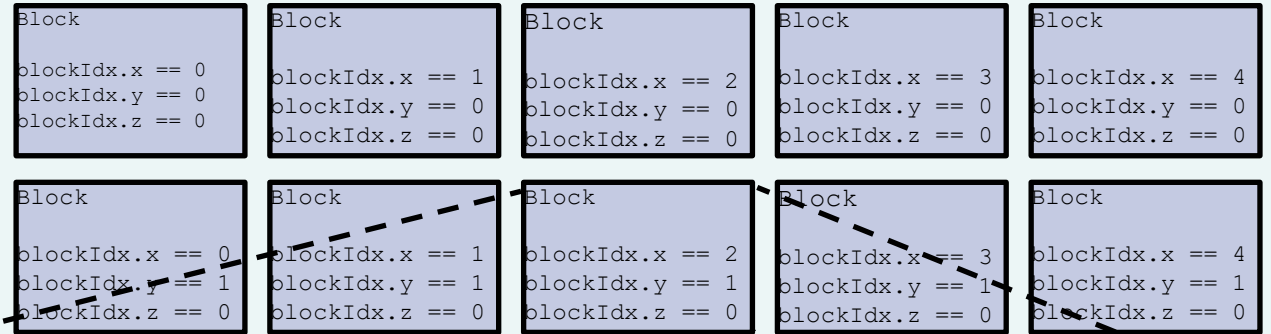 Block
blockIdx.x == 0
blockIdx.y == 0
blockIdx.z == 0
Block
blockIdx.x == 1
blockIdx.y == 0
blockIdx.z == 0
Block
blockIdx.x == 2
blockIdx.y == 0
blockIdx.z == 0
Block
blockIdx.x == 3
blockIdx.y == 0
blockIdx.z == 0
Block
blockIdx.x == 4
blockIdx.y == 0
blockIdx.z == 0
Block
blockIdx.x == 0
blockIdx.y == 1
blockIdx.z == 0
Block
blockIdx.x == 1
blockIdx.y == 1
blockIdx.z == 0
Block
blockIdx.x == 2
blockIdx.y == 1
blockIdx.z == 0
Block
blockIdx.x == 3
blockIdx.y == 1
blockIdx.z == 0
Block
blockIdx.x == 4
blockIdx.y == 1
blockIdx.z == 0